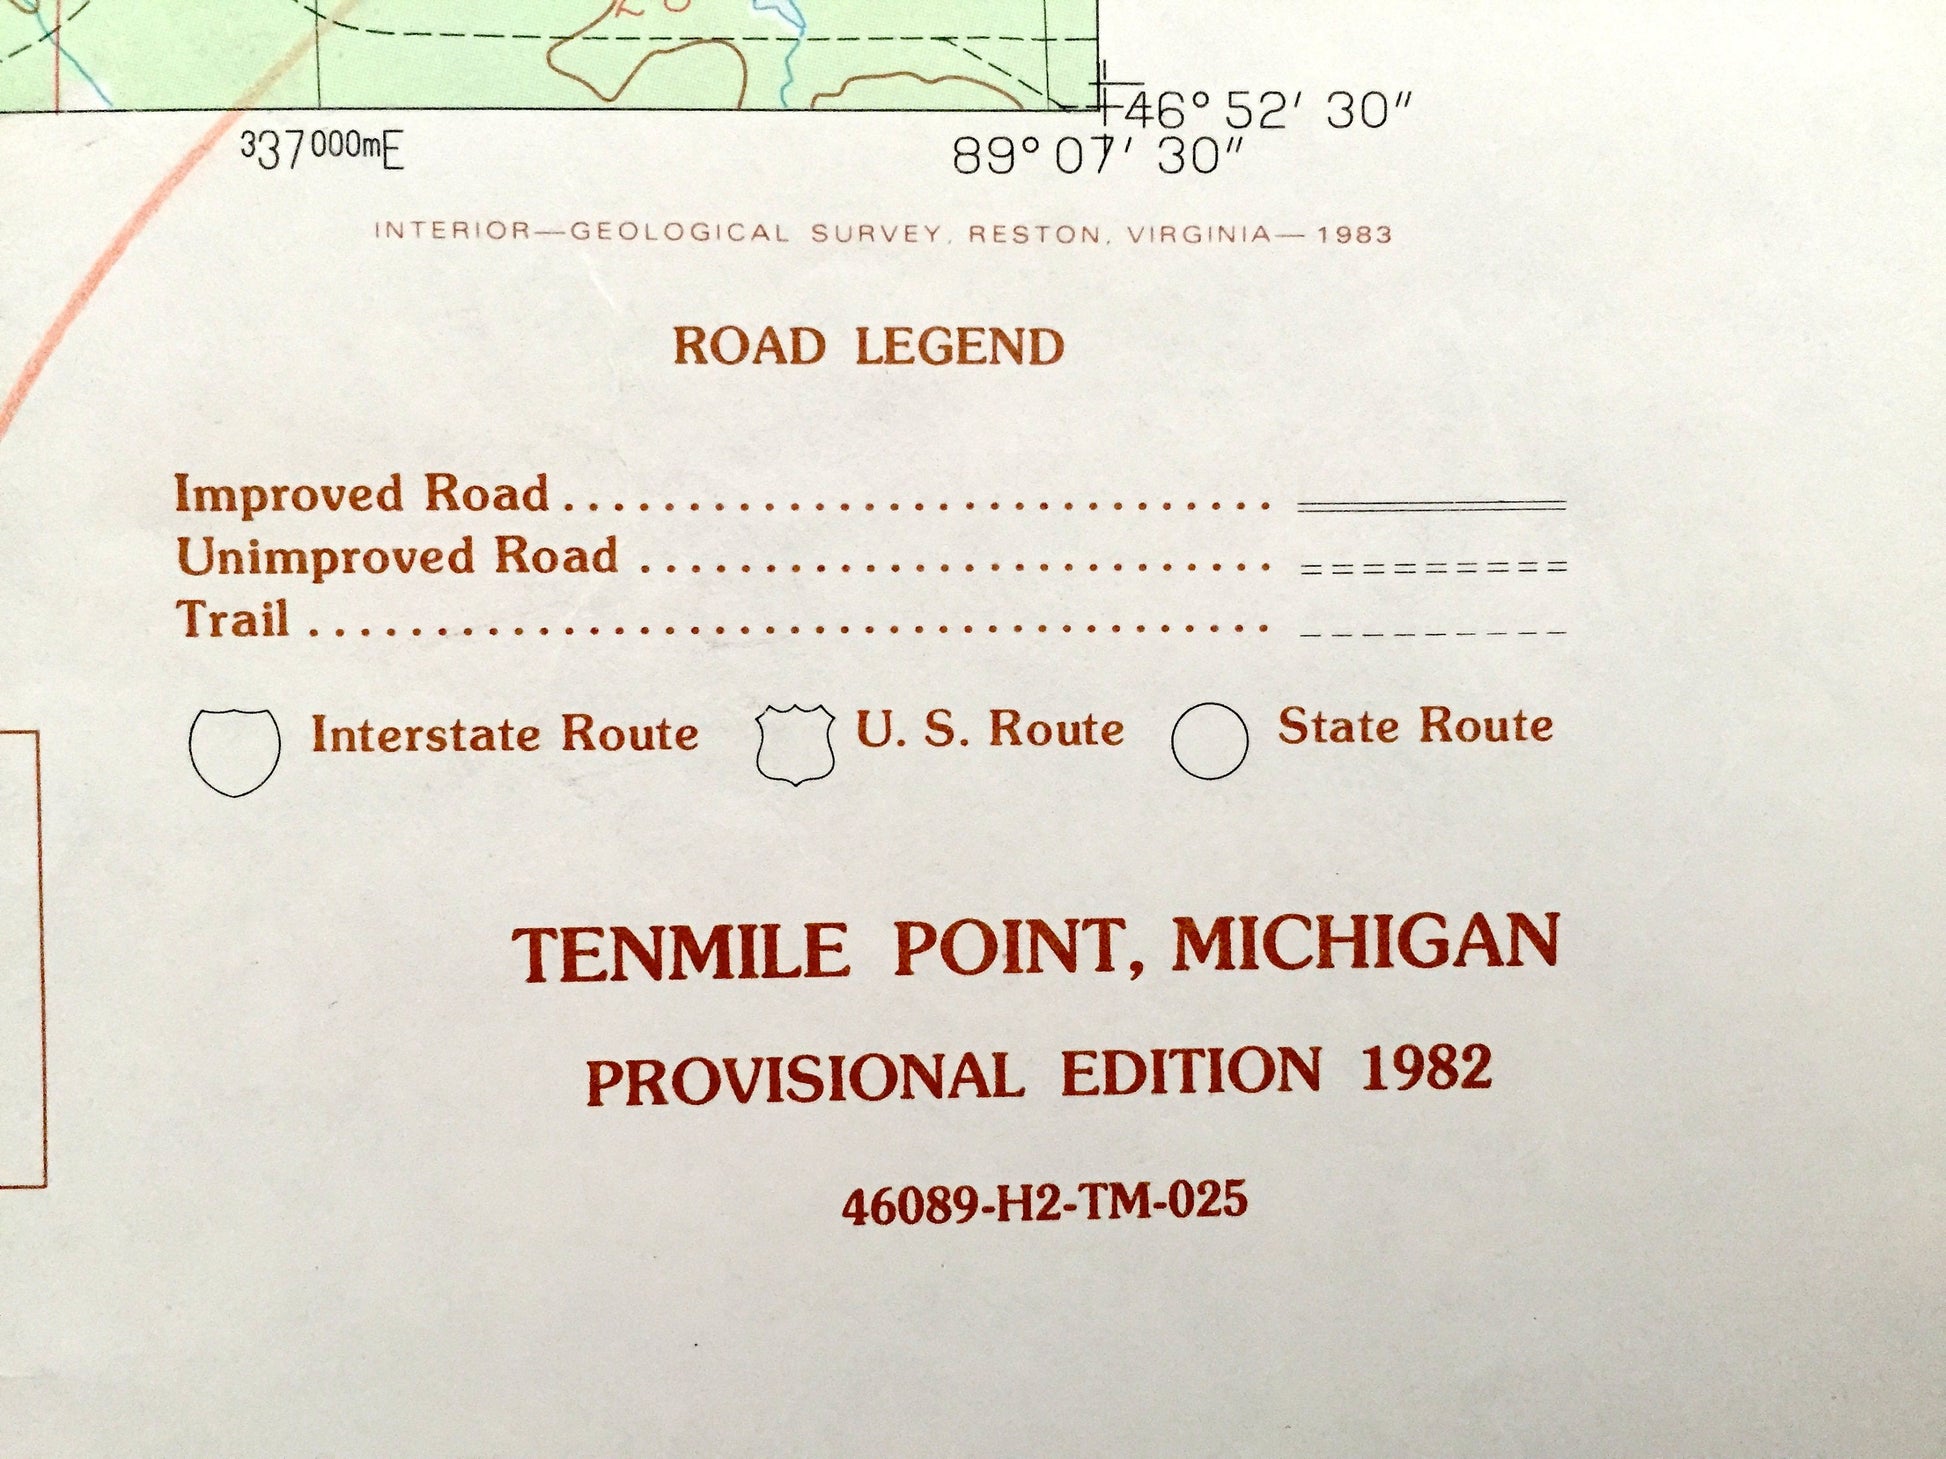 46° 52′ 30″
337000mE
89° 07′ 30″
INTERIOR—GEOLOGICAL SURVEY, RESTON, VIRGINIA—1983
ROAD LEGEND
Improved Road
Unimproved Road
Trail
Interstate Route
U. S. Route
State Route
TENMILE POINT, MICHIGAN
PROVISIONAL EDITION 1982
46089-H2-TM-025